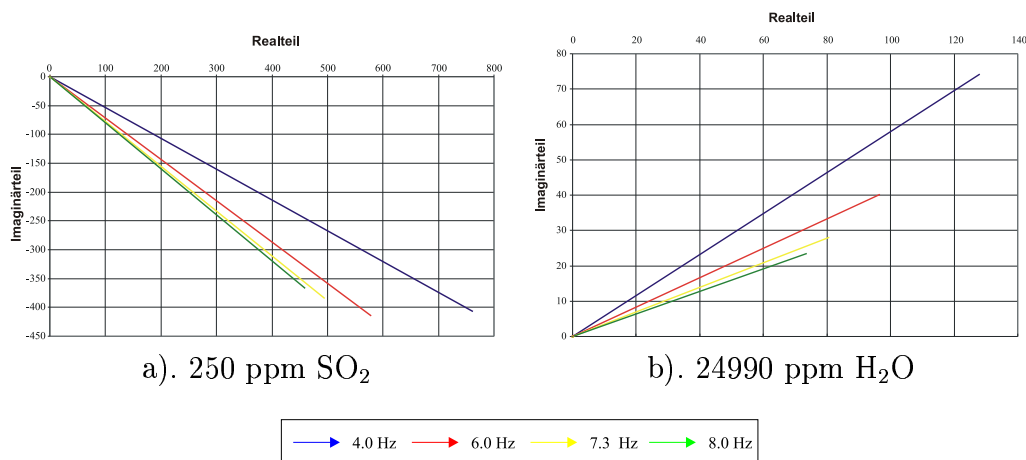 Realteil
0 100 200 300 400 500 600 700 800
0
-50
-100
-150
-200
-250
-300
-350
-400
-450
Imaginärteil
a). 250 ppm SO₂
Realteil
0 20 40 60 80 100 120 140
80
70
60
50
40
30
20
10
0
Imaginärteil
b). 24990 ppm H₂O
4.0 Hz 6.0 Hz 7.3 Hz 8.0 Hz